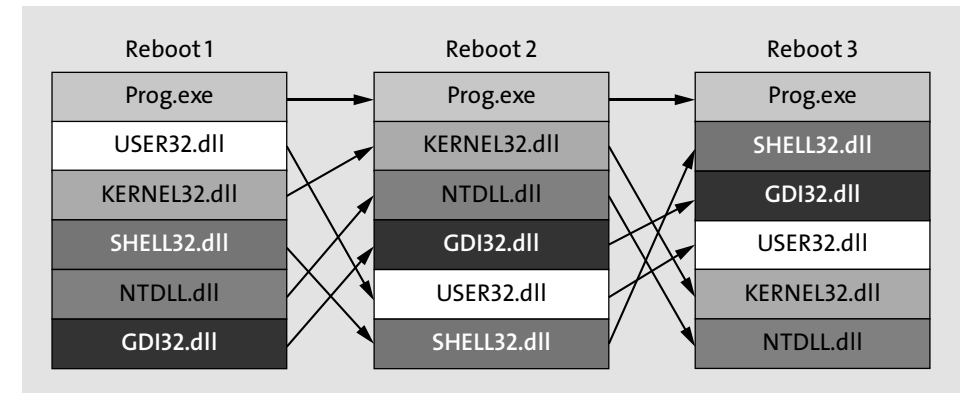 Reboot 1
Prog.exe
USER32.dll
KERNEL32.dll
SHELL32.dll
NTDLL.dll
GDI32.dll
Reboot 2
Prog.exe
KERNEL32.dll
NTDLL.dll
GDI32.dll
USER32.dll
SHELL32.dll
Reboot 3
Prog.exe
SHELL32.dll
GDI32.dll
USER32.dll
KERNEL32.dll
NTDLL.dll